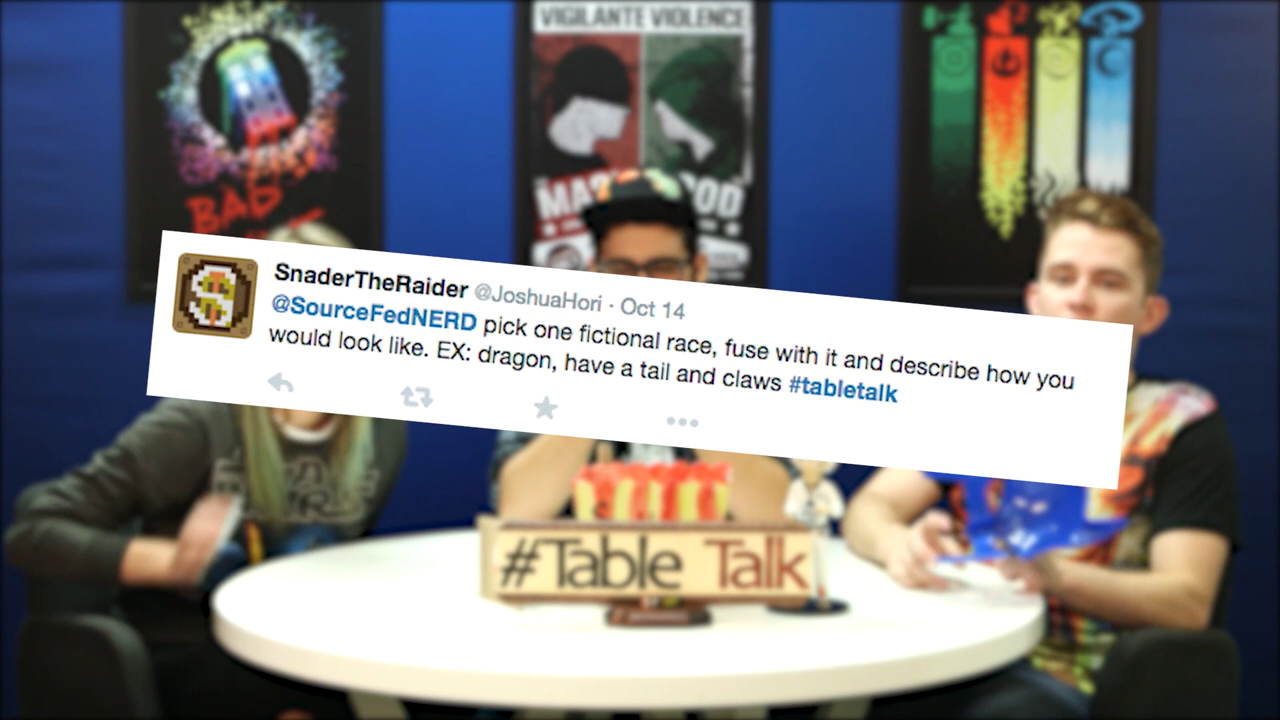 VIGILANTE VIOLENCE
BAD
SnaderTheRaider @JoshuaHori · Oct 14
@SourceFedNERD pick one fictional race, fuse with it and describe how you
would look like. EX: dragon, have a tail and claws #tabletalk
#Table Talk